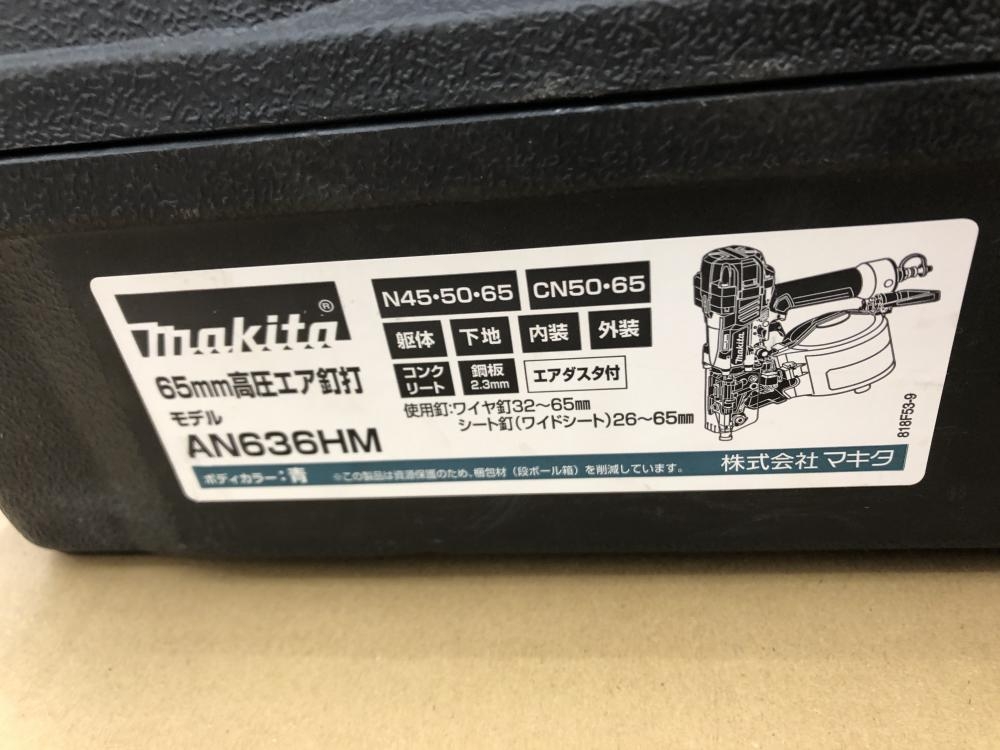 makita®
65mm高圧エア釘打
モデル
AN636HM
N45・50・65 CN50・65
躯体 下地 内装 外装
コンクリート 鋼板2.3mm エアダスタ付
使用釘:ワイヤ釘32〜65mm
シート釘(ワイドシート)26〜65mm
makita
818F53-9
ボディカラー:青 ※この製品は資源保護のため、梱包材(段ボール箱)を削減しています。 株式会社マキタ